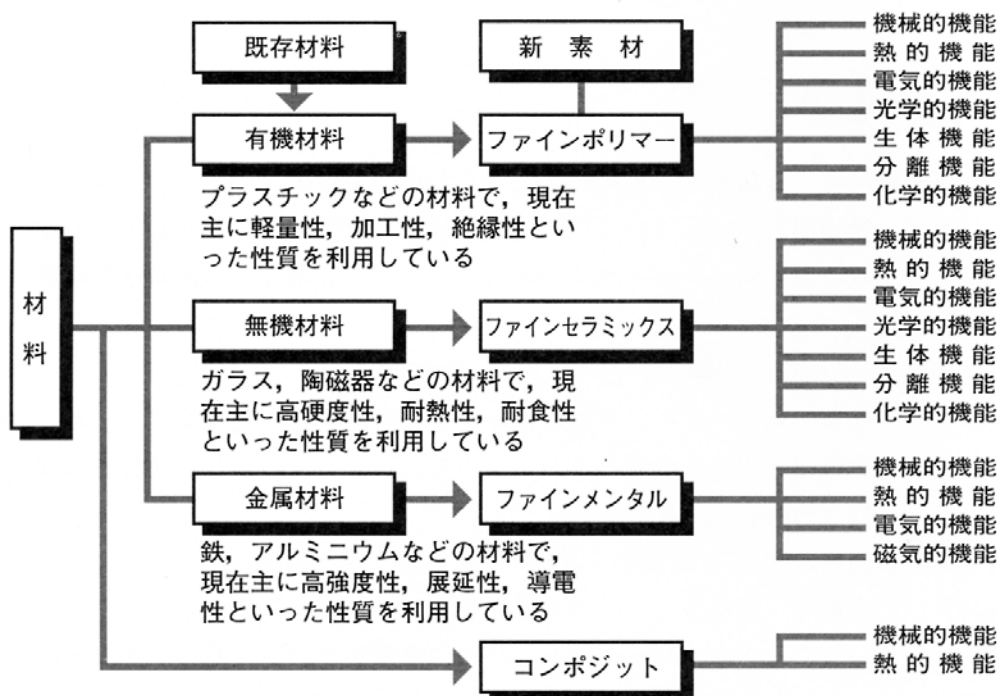 既存材料
新素材
有機材料
ファインポリマー
機械的機能
熱的機能
電気的機能
光学的機能
生体機能
分離機能
化学的機能
プラスチックなどの材料で，現在
主に軽量性，加工性，絶縁性とい
った性質を利用している
材料
無機材料
ファインセラミックス
機械的機能
熱的機能
電気的機能
光学的機能
生体機能
分離機能
化学的機能
ガラス，陶磁器などの材料で，現
在主に高硬度性，耐熱性，耐食性
といった性質を利用している
金属材料
ファインメンタル
機械的機能
熱的機能
電気的機能
磁気的機能
鉄，アルミニウムなどの材料で，
現在主に高強度性，展延性，導電
性といった性質を利用している
コンポジット
機械的機能
熱的機能